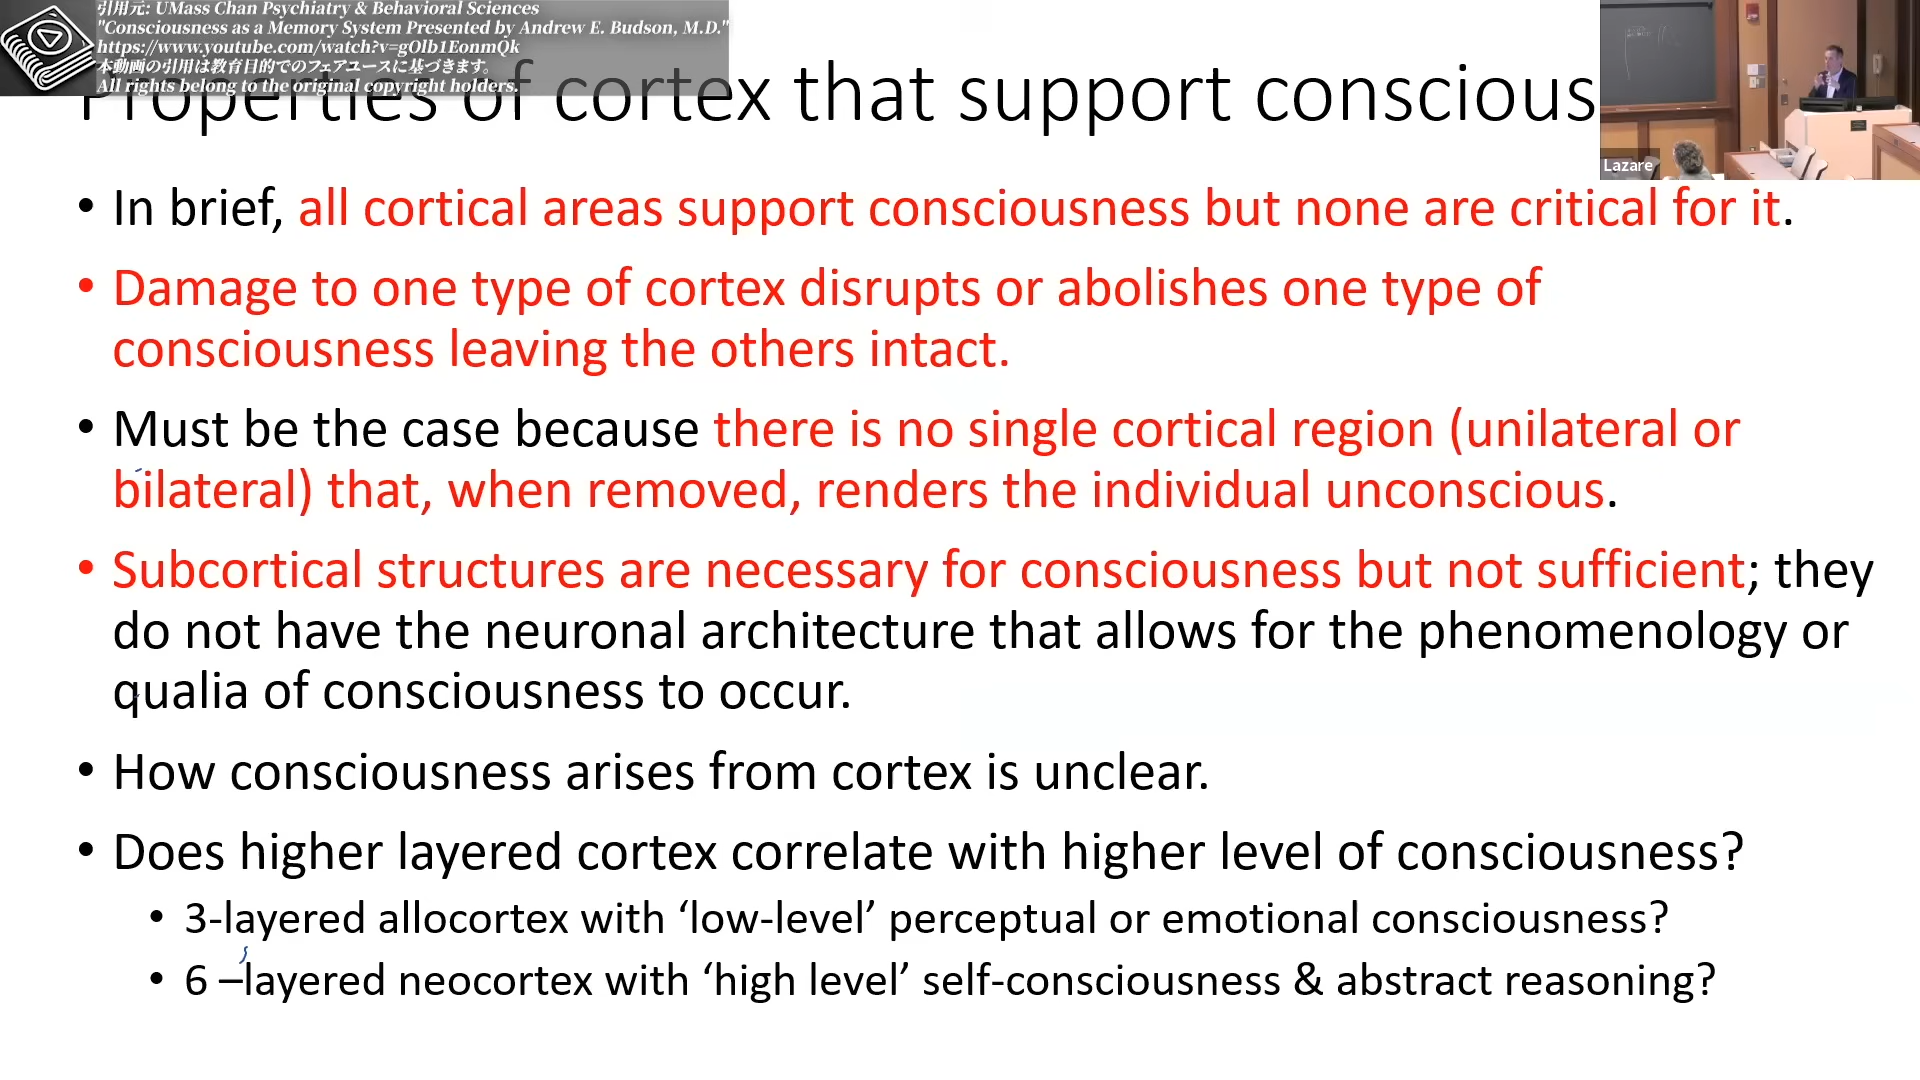 引用元: UMass Chan Psychiatry & Behavioral Sciences
"Consciousness as a Memory System Presented by Andrew E. Budson, M.D."
https://www.youtube.com/watch?v=gOlb1EonmQk
本動画の引用は教育目的でのフェアユースに基づきます。
All rights belong to the original copyright holders.
Properties of cortex that support conscious
Lazare
• In brief, all cortical areas support consciousness but none are critical for it.
• Damage to one type of cortex disrupts or abolishes one type of
consciousness leaving the others intact.
• Must be the case because there is no single cortical region (unilateral or
bilateral) that, when removed, renders the individual unconscious.
• Subcortical structures are necessary for consciousness but not sufficient; they
do not have the neuronal architecture that allows for the phenomenology or
qualia of consciousness to occur.
• How consciousness arises from cortex is unclear.
• Does higher layered cortex correlate with higher level of consciousness?
• 3-layered allocortex with ‘low-level’ perceptual or emotional consciousness?
• 6 –layered neocortex with ‘high level’ self-consciousness & abstract reasoning?